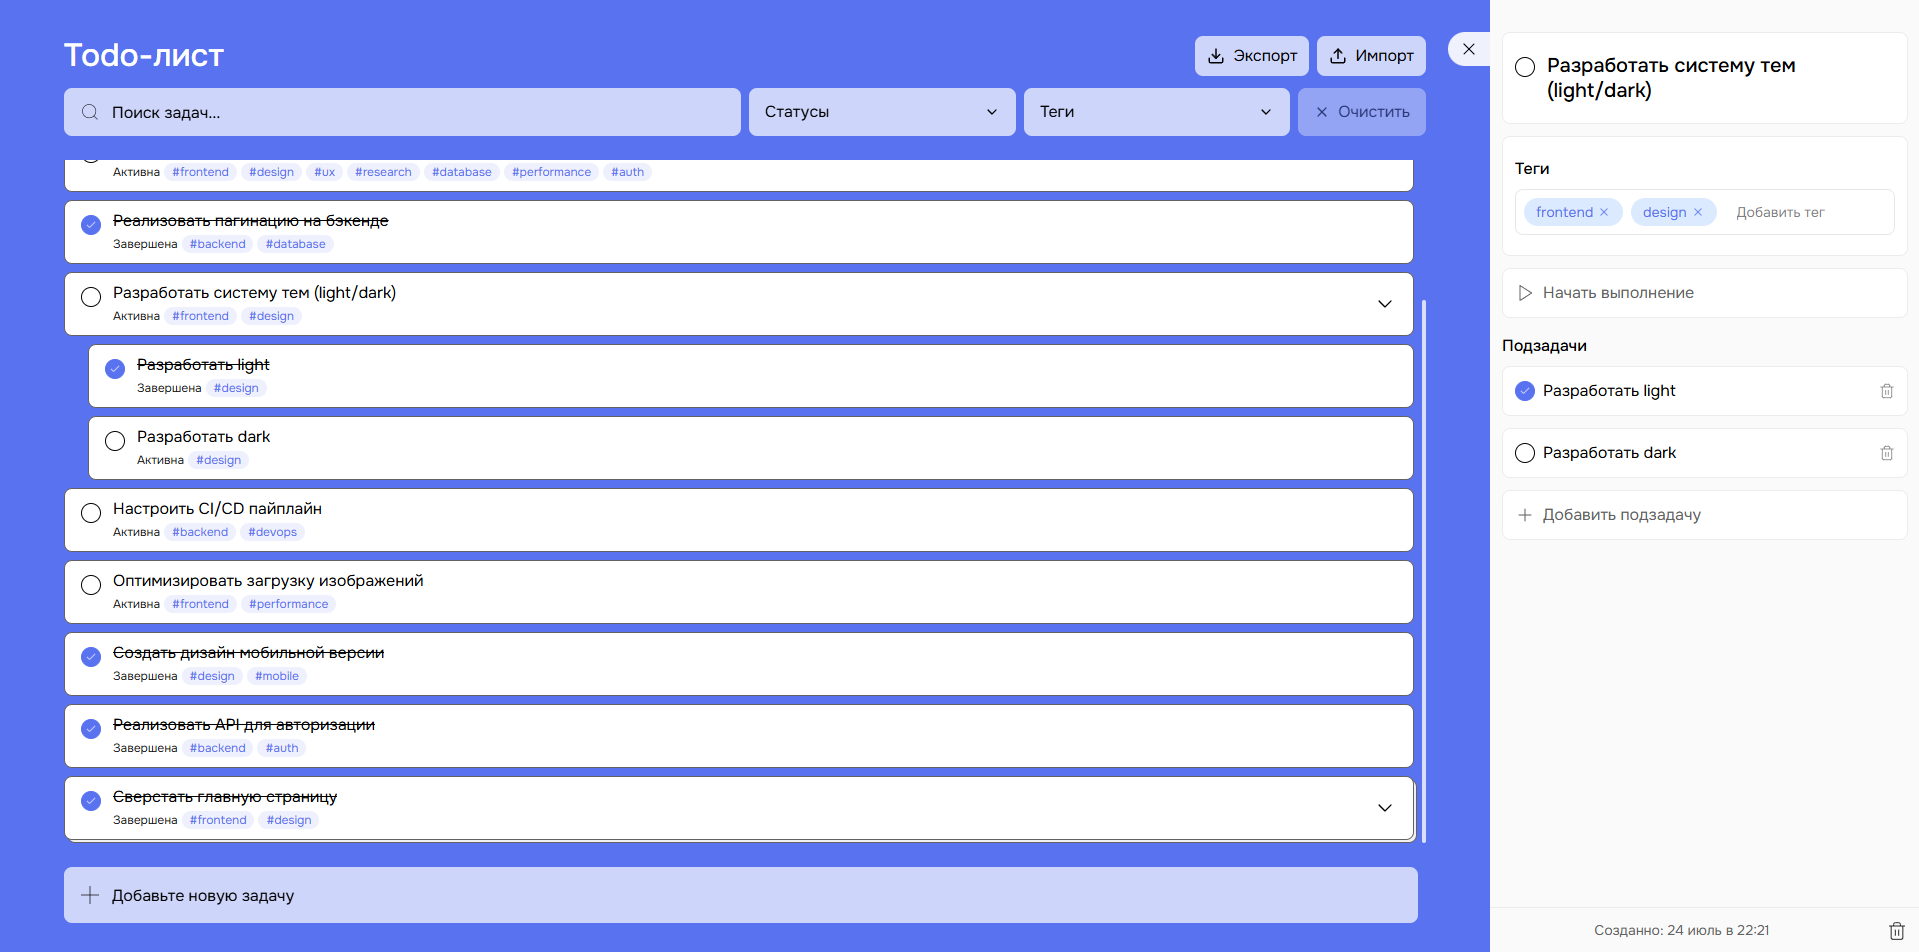 Todo-лист
Экспорт
Импорт
Поиск задач...
Статусы
Теги
Очистить
Активна #frontend #design #ux #research #database #performance #auth
Реализовать пагинацию на бэкенде
Завершена #backend #database
Разработать систему тем (light/dark)
Активна #frontend #design
Разработать light
Завершена #design
Разработать dark
Активна #design
Настроить CI/CD пайплайн
Активна #backend #devops
Оптимизировать загрузку изображений
Активна #frontend #performance
Создать дизайн мобильной версии
Завершена #design #mobile
Реализовать API для авторизации
Завершена #backend #auth
Сверстать главную страницу
Завершена #frontend #design
Добавьте новую задачу
Разработать систему тем
(light/dark)
Теги
frontend design Добавить тег
Начать выполнение
Подзадачи
Разработать light
Разработать dark
Добавить подзадачу
Созданно: 24 июль в 22:21